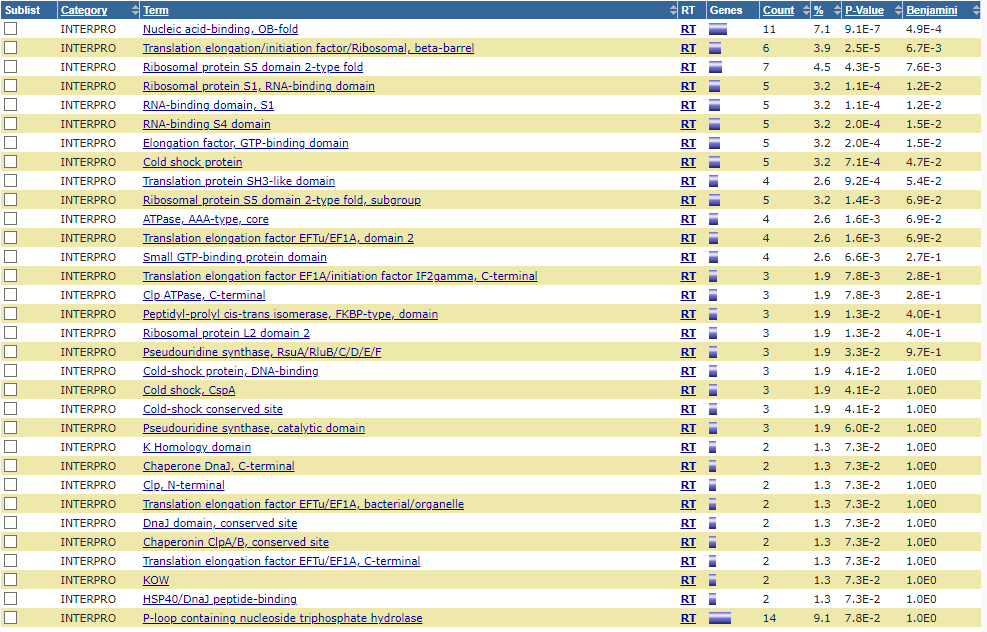 Sublist Category Term RT Genes Count % P-Value Benjamini
INTERPRO Nucleic acid-binding, OB-fold RT 11 7.1 9.1E-7 4.9E-4
INTERPRO Translation elongation/initiation factor/Ribosomal, beta-barrel RT 6 3.9 2.5E-5 6.7E-3
INTERPRO Ribosomal protein S5 domain 2-type fold RT 7 4.5 4.3E-5 7.6E-3
INTERPRO Ribosomal protein S1, RNA-binding domain RT 5 3.2 1.1E-4 1.2E-2
INTERPRO RNA-binding domain, S1 RT 5 3.2 1.1E-4 1.2E-2
INTERPRO RNA-binding S4 domain RT 5 3.2 2.0E-4 1.5E-2
INTERPRO Elongation factor, GTP-binding domain RT 5 3.2 2.0E-4 1.5E-2
INTERPRO Cold shock protein RT 5 3.2 7.1E-4 4.7E-2
INTERPRO Translation protein SH3-like domain RT 4 2.6 9.2E-4 5.4E-2
INTERPRO Ribosomal protein S5 domain 2-type fold, subgroup RT 5 3.2 1.4E-3 6.9E-2
INTERPRO ATPase, AAA-type, core RT 4 2.6 1.6E-3 6.9E-2
INTERPRO Translation elongation factor EFTu/EF1A, domain 2 RT 4 2.6 1.6E-3 6.9E-2
INTERPRO Small GTP-binding protein domain RT 4 2.6 6.6E-3 2.7E-1
INTERPRO Translation elongation factor EF1A/initiation factor IF2gamma, C-terminal RT 3 1.9 7.8E-3 2.8E-1
INTERPRO Clp ATPase, C-terminal RT 3 1.9 7.8E-3 2.8E-1
INTERPRO Peptidyl-prolyl cis-trans isomerase, FKBP-type, domain RT 3 1.9 1.3E-2 4.0E-1
INTERPRO Ribosomal protein L2 domain 2 RT 3 1.9 1.3E-2 4.0E-1
INTERPRO Pseudouridine synthase, RsuA/RluB/C/D/E/F RT 3 1.9 3.3E-2 9.7E-1
INTERPRO Cold-shock protein, DNA-binding RT 3 1.9 4.1E-2 1.0E0
INTERPRO Cold shock, CspA RT 3 1.9 4.1E-2 1.0E0
INTERPRO Cold-shock conserved site RT 3 1.9 4.1E-2 1.0E0
INTERPRO Pseudouridine synthase, catalytic domain RT 3 1.9 6.0E-2 1.0E0
INTERPRO K Homology domain RT 2 1.3 7.3E-2 1.0E0
INTERPRO Chaperone DnaJ, C-terminal RT 2 1.3 7.3E-2 1.0E0
INTERPRO Clp, N-terminal RT 2 1.3 7.3E-2 1.0E0
INTERPRO Translation elongation factor EFTu/EF1A, bacterial/organelle RT 2 1.3 7.3E-2 1.0E0
INTERPRO DnaJ domain, conserved site RT 2 1.3 7.3E-2 1.0E0
INTERPRO Chaperonin ClpA/B, conserved site RT 2 1.3 7.3E-2 1.0E0
INTERPRO Translation elongation factor EFTu/EF1A, C-terminal RT 2 1.3 7.3E-2 1.0E0
INTERPRO KOW RT 2 1.3 7.3E-2 1.0E0
INTERPRO HSP40/DnaJ peptide-binding RT 2 1.3 7.3E-2 1.0E0
INTERPRO P-loop containing nucleoside triphosphate hydrolase RT 14 9.1 7.8E-2 1.0E0